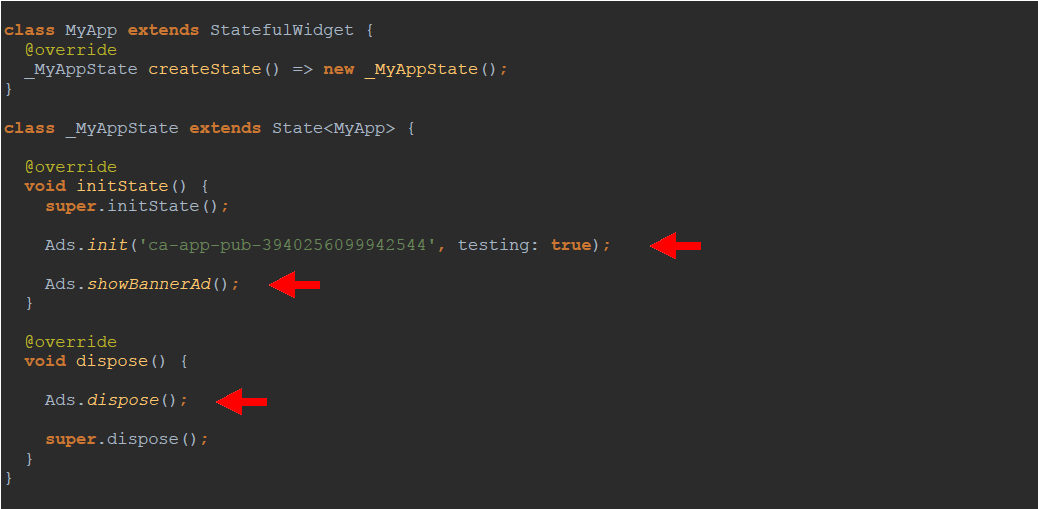 class MyApp extends StatefulWidget {
  @override
  _MyAppState createState() => new _MyAppState();
}
class _MyAppState extends State<MyApp> {
  @override
  void initState() {
    super.initState();
    Ads.init('ca-app-pub-3940256099942544', testing: true);
    Ads.showBannerAd();
  }
  @override
  void dispose() {
    Ads.dispose();
    super.dispose();
  }
}